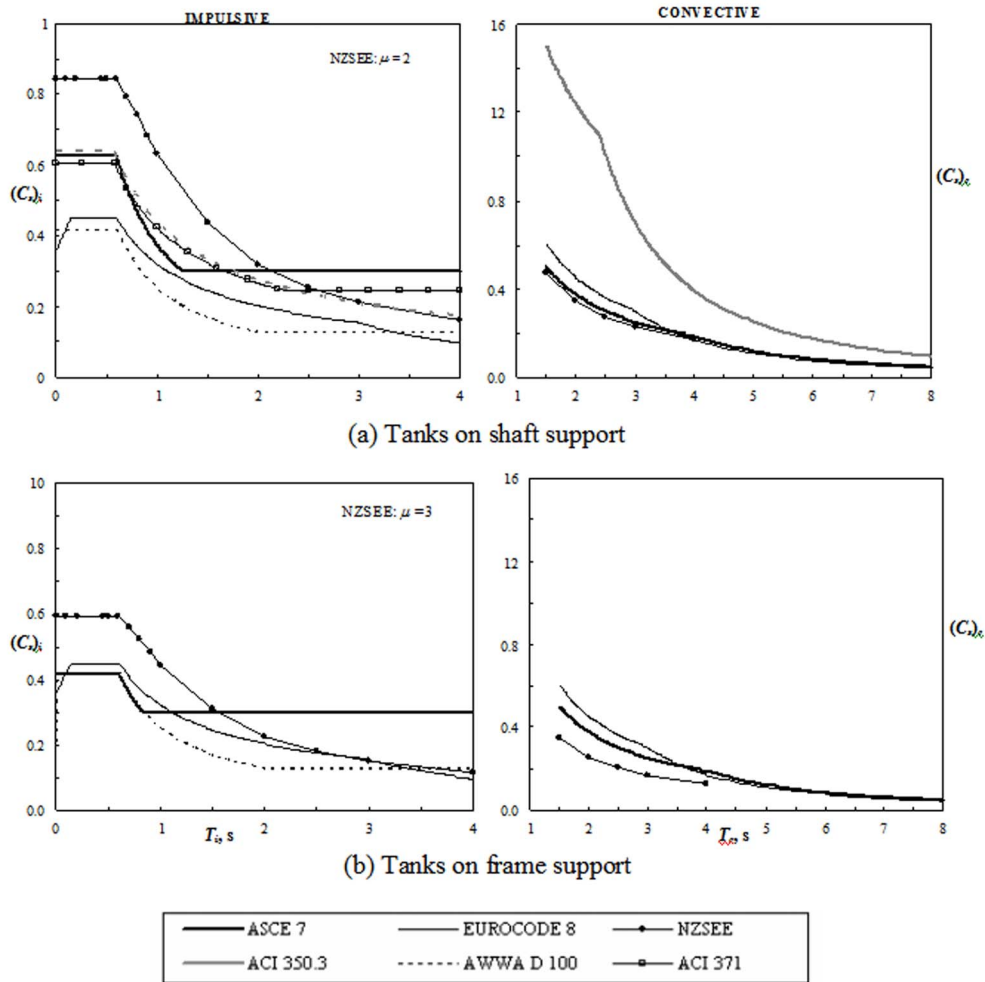 IMPULSIVE
CONVECTIVE
1
0.8
0.6
0.4
0.2
0
(Cs)i
NZSEE: μ = 2
0 1 2 3 4
16
12
8
0.4
0.0
(Cs)c
1 2 3 4 5 6 7 8
(a) Tanks on shaft support
10
0.8
0.6
0.4
0.2
0.0
(Cs)i
NZSEE: μ = 3
0 1 2 3 4
Ti, s
16
12
8
0.4
0.0
(Cs)c
1 2 3 4 5 6 7 8
Tc, s
(b) Tanks on frame support
ASCE 7 EUROCODE 8 NZSEE
ACI 350.3 AWWA D 100 ACI 371